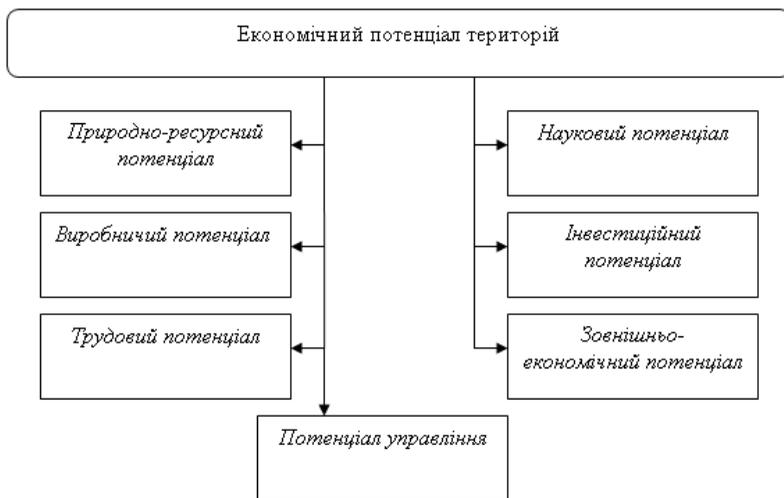 Економічний потенціал територій
Природно-ресурсний
потенціал
Науковий потенціал
Виробничий потенціал
Інвестиційний
потенціал
Трудовий потенціал
Зовнішньо-
економічний потенціал
Потенціал управління